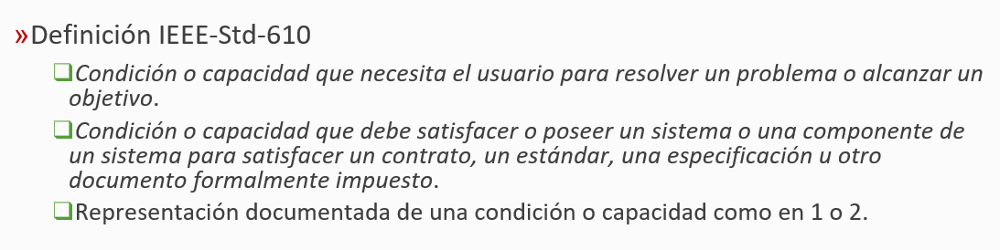 »Definición IEEE-Std-610
❑Condición o capacidad que necesita el usuario para resolver un problema o alcanzar un
objetivo.
❑Condición o capacidad que debe satisfacer o poseer un sistema o una componente de
un sistema para satisfacer un contrato, un estándar, una especificación u otro
documento formalmente impuesto.
❑Representación documentada de una condición o capacidad como en 1 o 2.